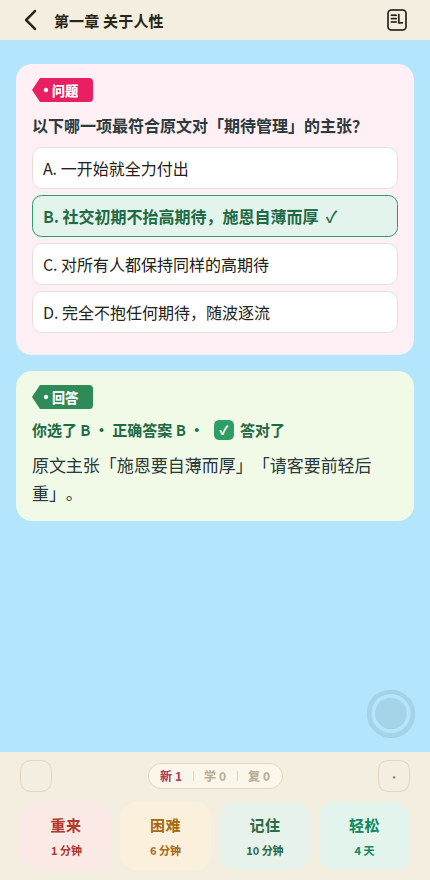 第一章 关于人性
• 问题
以下哪一项最符合原文对「期待管理」的主张？
A. 一开始就全力付出
B. 社交初期不抬高期待，施恩自薄而厚 ✓
C. 对所有人都保持同样的高期待
D. 完全不抱任何期待，随波逐流
• 回答
你选了 B • 正确答案 B • ✓ 答对了
原文主张「施恩要自薄而厚」「请客要前轻后
重」。
新 1 学 0 复 0
重来 困难 记住 轻松
1 分钟 6 分钟 10 分钟 4 天